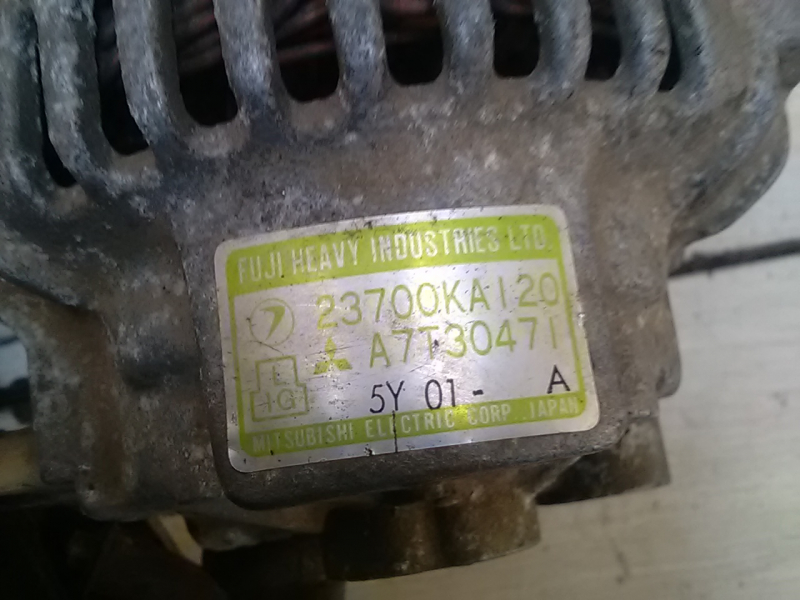 FUJI HEAVY INDUSTRIES LTD.
23700KA120
A7T30471
L
IG
5Y 01- A
MITSUBISHI ELECTRIC CORP. JAPAN